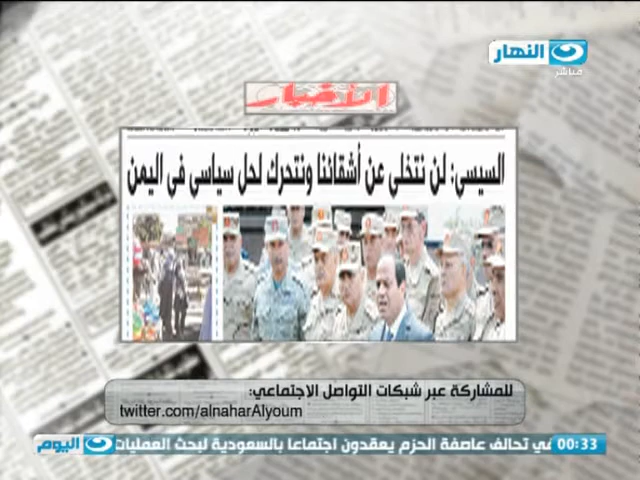 النهار
مباشر
الأخبار
السيسي: لن نتخلى عن أشقائنا ونتحرك لحل سياسي في اليمن
للمشاركة عبر شبكات التواصل الاجتماعي:
twitter.com/alnaharAlyoum
في تحالف عاصفة الحزم يعقدون اجتماعا بالسعودية لبحث العمليات
00:33
اليوم